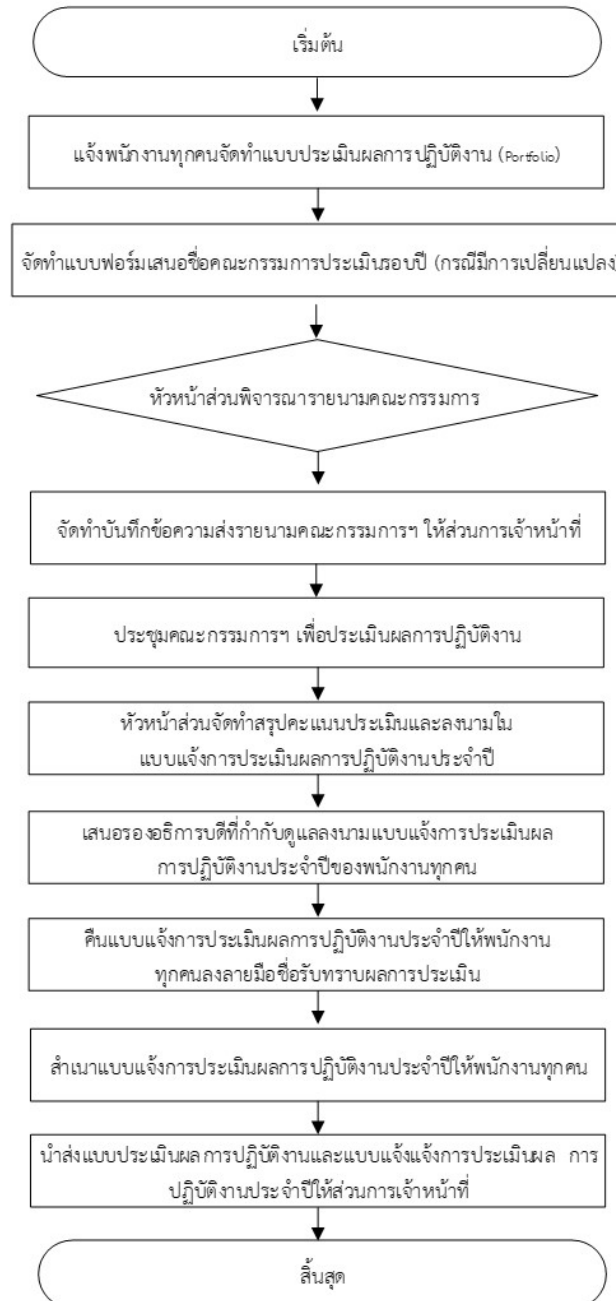 เริ่มต้น
แจ้งพนักงานทุกคนจัดทำแบบประเมินผลการปฏิบัติงาน (Portfolio)
จัดทำแบบฟอร์มเสนอชื่อคณะกรรมการประเมินรอบปี (กรณีมีการเปลี่ยนแปลง)
หัวหน้าส่วนพิจารณารายนามคณะกรรมการ
จัดทำบันทึกข้อความส่งรายนามคณะกรรมการฯ ให้ส่วนการเจ้าหน้าที่
ประชุมคณะกรรมการฯ เพื่อประเมินผลการปฏิบัติงาน
หัวหน้าส่วนจัดทำสรุปคะแนนประเมินและลงนามใน
แบบแจ้งการประเมินผลการปฏิบัติงานประจำปี
เสนอรองอธิการบดีที่กำกับดูแลลงนามแบบแจ้งการประเมินผล
การปฏิบัติงานประจำปีของพนักงานทุกคน
คืนแบบแจ้งการประเมินผลการปฏิบัติงานประจำปีให้พนักงาน
ทุกคนลงลายมือชื่อรับทราบผลการประเมิน
สำเนาแบบแจ้งการประเมินผลการปฏิบัติงานประจำปีให้พนักงานทุกคน
นำส่งแบบประเมินผลการปฏิบัติงานและแบบแจ้งแจ้งการประเมินผล การ
ปฏิบัติงานประจำปีให้ส่วนการเจ้าหน้าที่
สิ้นสุด